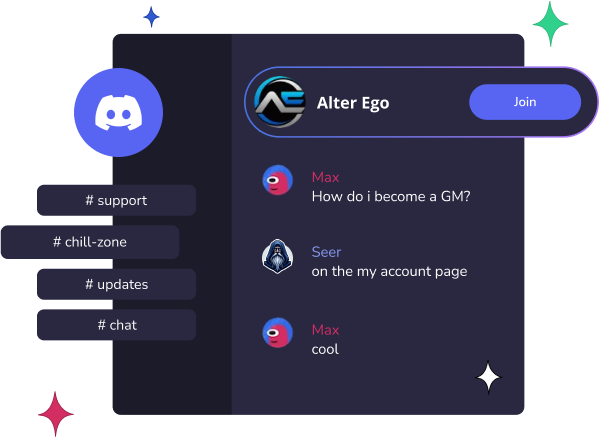 Alter Ego
Join
# support
# chill-zone
# updates
# chat
Max
How do i become a GM?
Seer
on the my account page
Max
cool